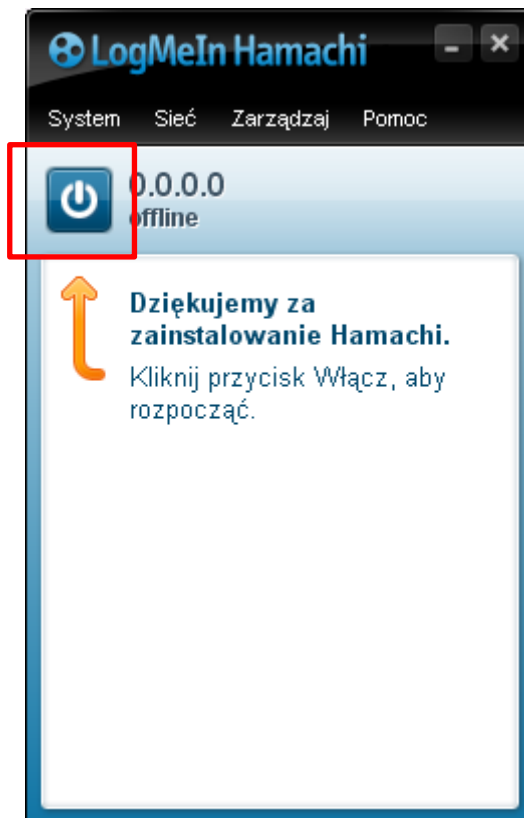 LogMeIn Hamachi
System Sieć Zarządzaj Pomoc
0.0.0.0
offline
Dziękujemy za
zainstalowanie Hamachi.
Kliknij przycisk Włącz, aby
rozpocząć.